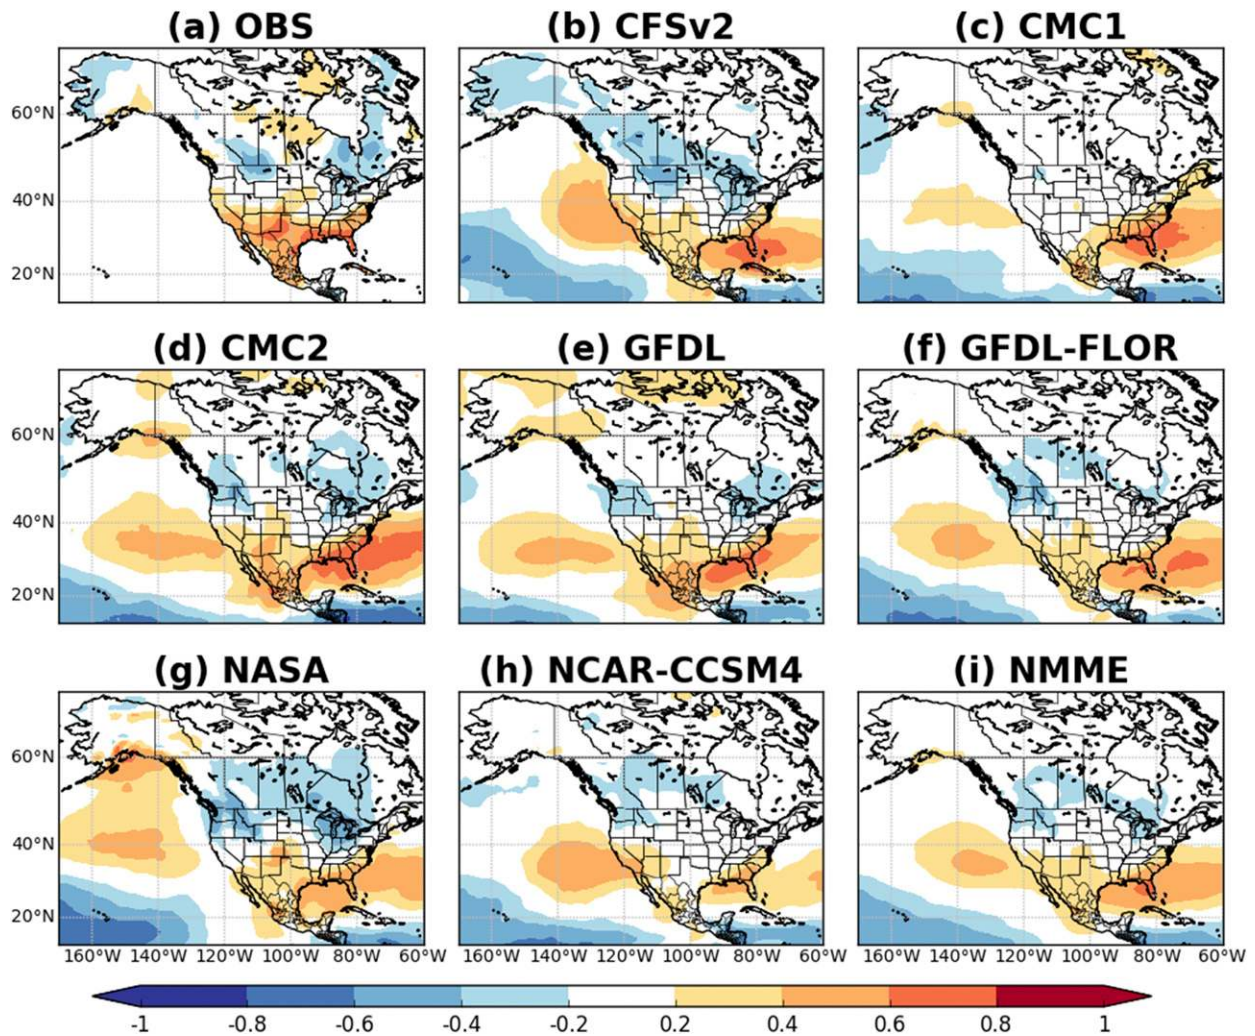 (a) OBS (b) CFSv2 (c) CMC1
60°N
40°N
20°N
(d) CMC2 (e) GFDL (f) GFDL-FLOR
60°N
40°N
20°N
(g) NASA (h) NCAR-CCSM4 (i) NMME
60°N
40°N
20°N
160°W 140°W 120°W 100°W 80°W 160°W 140°W 120°W 100°W 80°W 60°W 160°W 140°W 120°W 100°W 80°W 60°W
-1 -0.8 -0.6 -0.4 -0.2 0.2 0.4 0.6 0.8 1